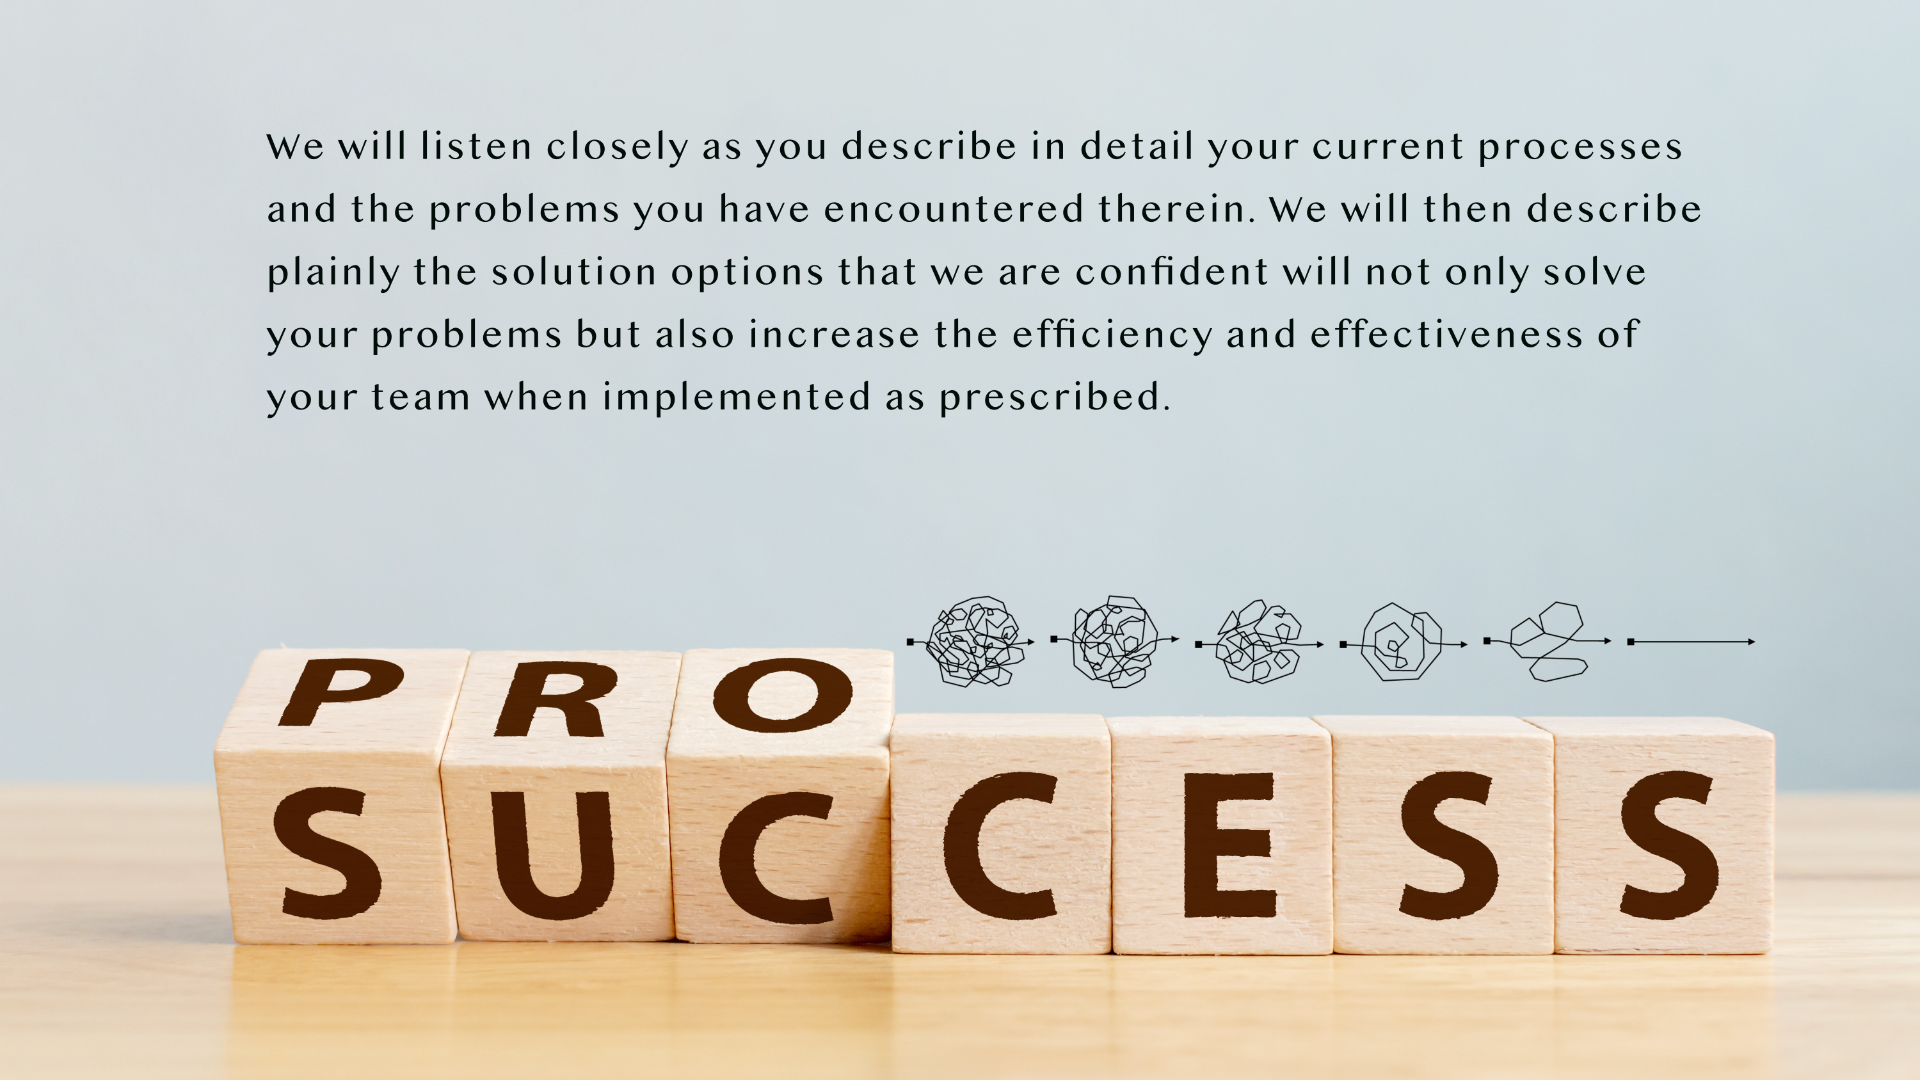 We will listen closely as you describe in detail your current processes
and the problems you have encountered therein. We will then describe
plainly the solution options that we are confident will not only solve
your problems but also increase the efficiency and effectiveness of
your team when implemented as prescribed.
PRO
SUCCESS